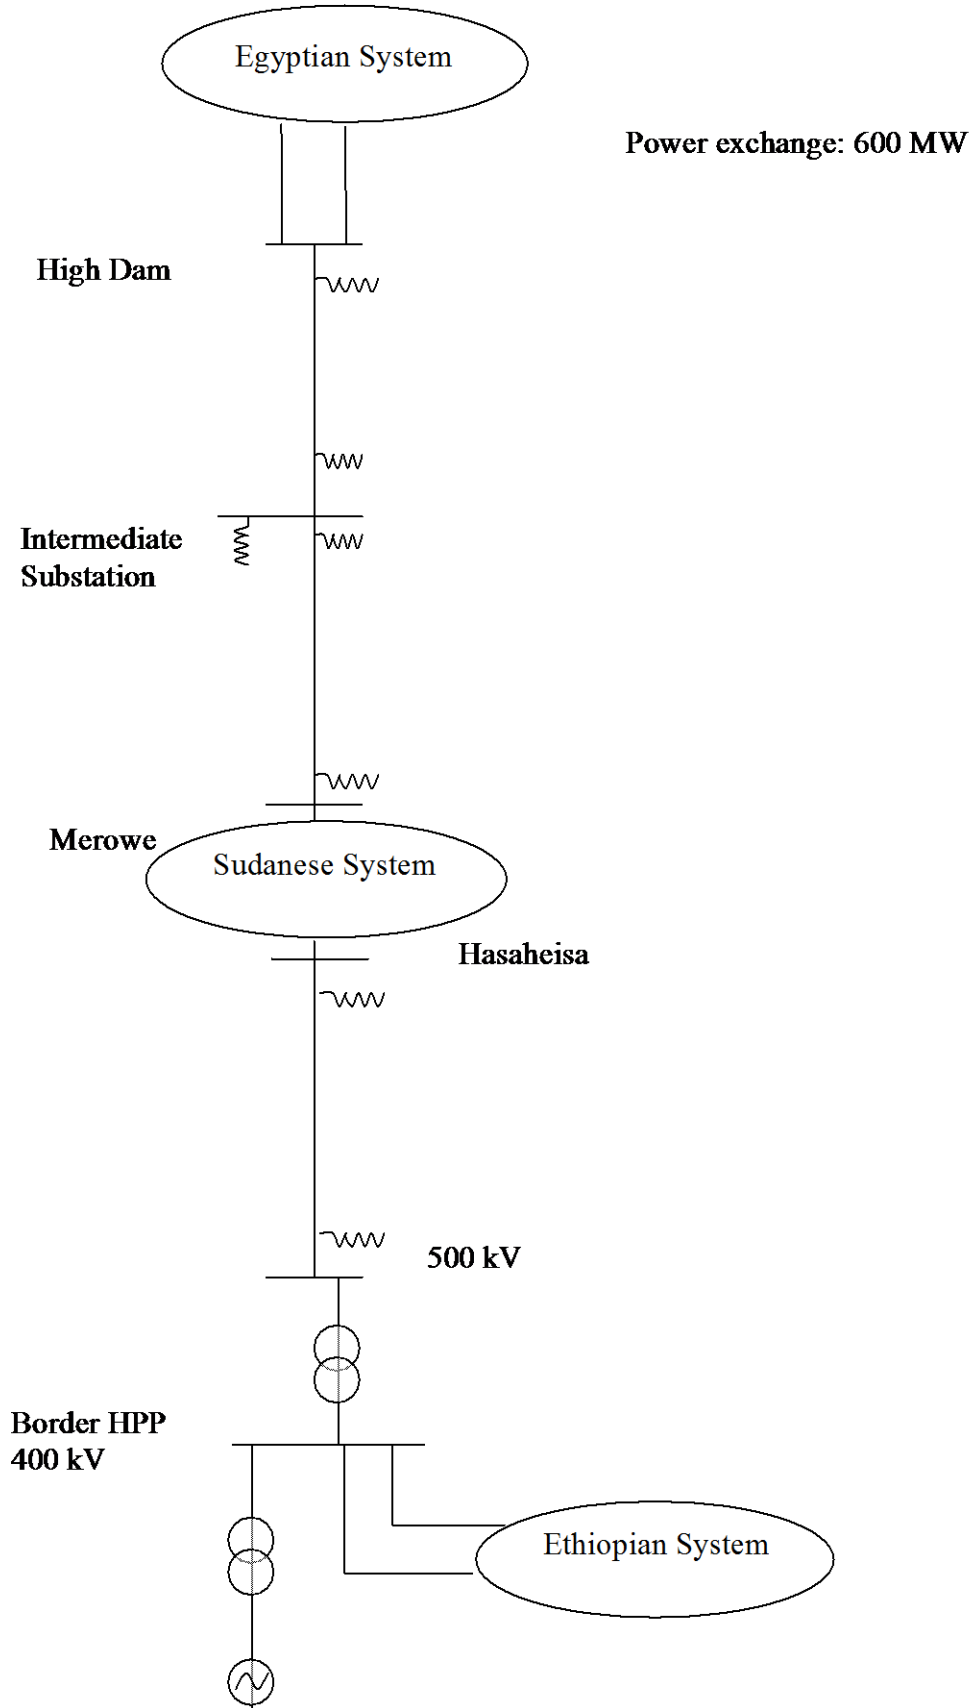 Egyptian System
Power exchange: 600 MW
High Dam
Intermediate
Substation
Merowe
Sudanese System
Hasaheisa
500 kV
Border HPP
400 kV
Ethiopian System